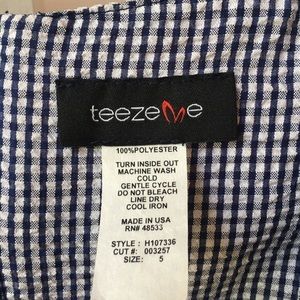 teezeme
100%POLYESTER
TURN INSIDE OUT
MACHINE WASH
COLD
GENTLE CYCLE
DO NOT BLEACH
LINE DRY
COOL IRON
MADE IN USA
RN# 48533
STYLE : H107336
CUT #: 003257
SIZE: 5